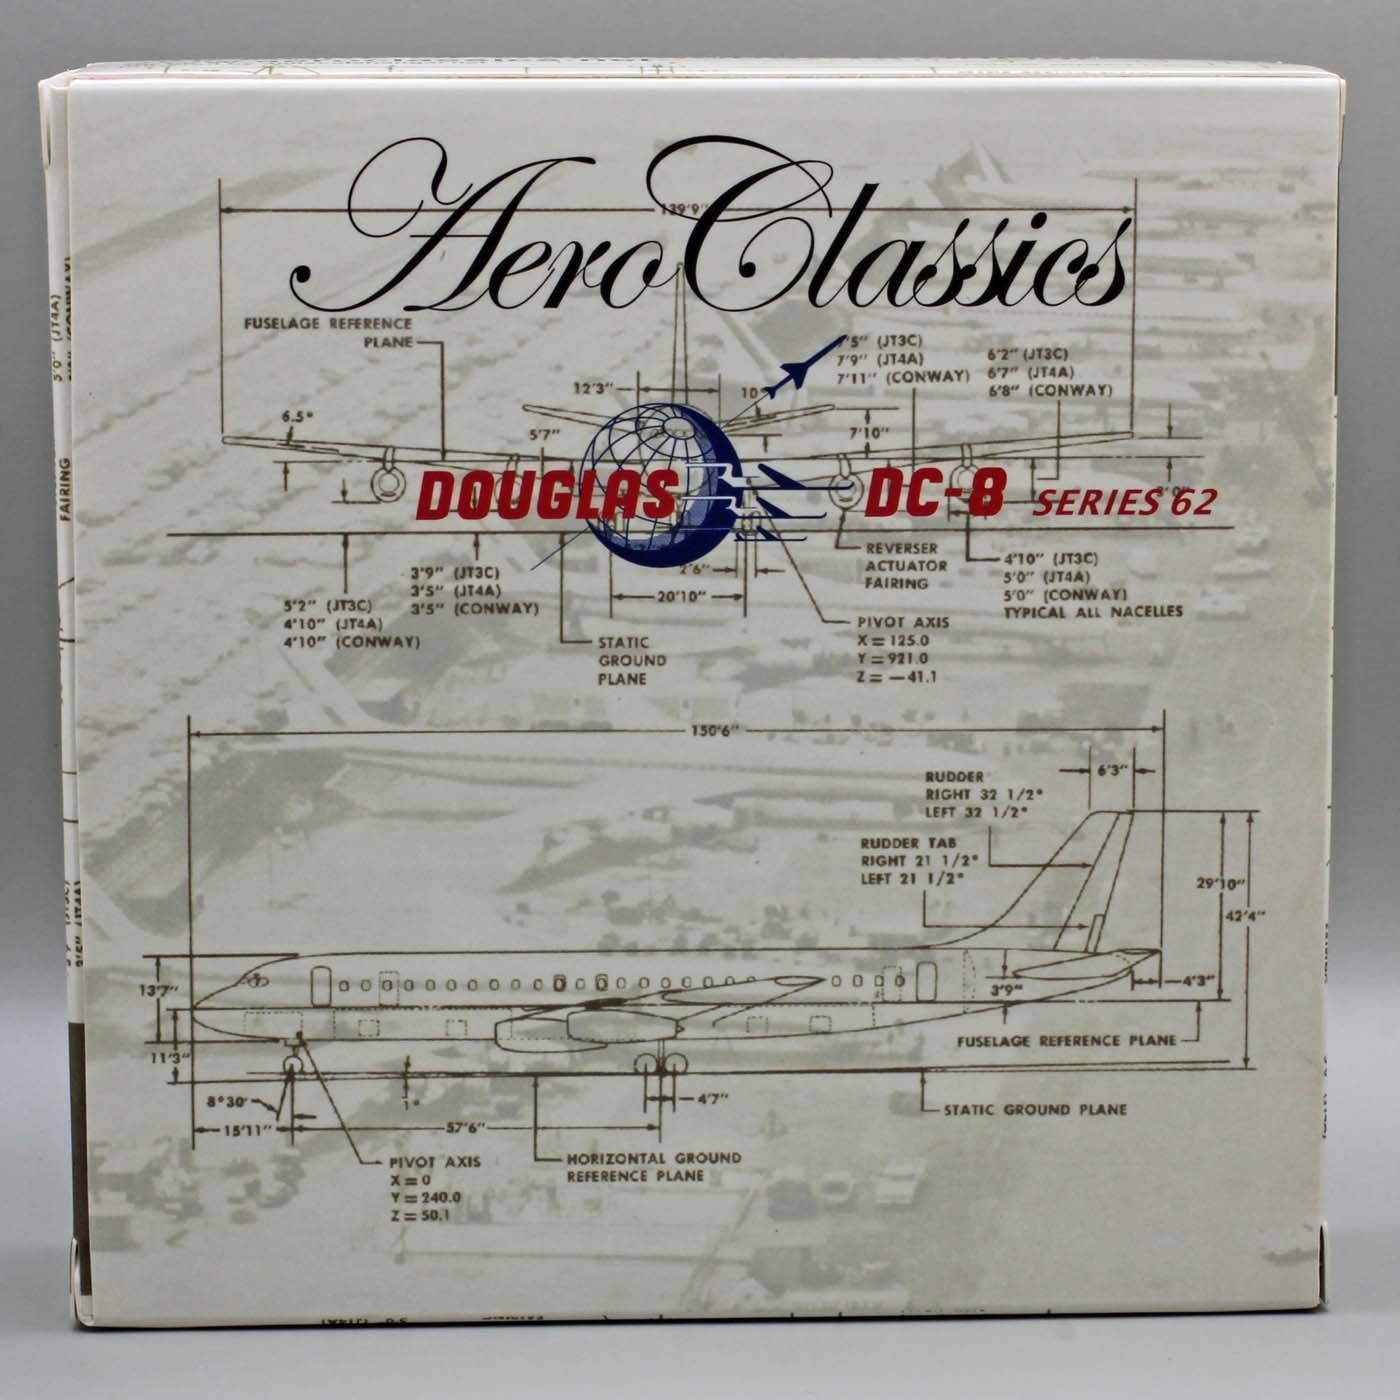 Aero Classics
139'9"
FUSELAGE REFERENCE
PLANE
7'5" (JT3C)
7'9" (JT4A)
7'11" (CONWAY)
6'2" (JT3C)
6'7" (JT4A)
6'8" (CONWAY)
12'3"
10°
6.5°
5'7"
7'10"
DOUGLAS DC-8 SERIES 62
REVERSER
ACTUATOR
FAIRING
4'10" (JT3C)
5'0" (JT4A)
5'0" (CONWAY)
TYPICAL ALL NACELLES
3'9" (JT3C)
3'5" (JT4A)
3'5" (CONWAY)
5'2" (JT3C)
4'10" (JT4A)
4'10" (CONWAY)
2'6"
20'10"
STATIC
GROUND
PLANE
PIVOT AXIS
X = 125.0
Y = 921.0
Z = -41.1
150'6"
6'3"
RUDDER
RIGHT 32 1/2°
LEFT 32 1/2°
RUDDER TAB
RIGHT 21 1/2°
LEFT 21 1/2°
29'10"
42'4"
13'7"
3'9"
4'3"
11'3"
FUSELAGE REFERENCE PLANE
8°30'
1°
4'7"
STATIC GROUND PLANE
15'11"
57'6"
PIVOT AXIS
X = 0
Y = 240.0
Z = 50.1
HORIZONTAL GROUND
REFERENCE PLANE
FAIRING